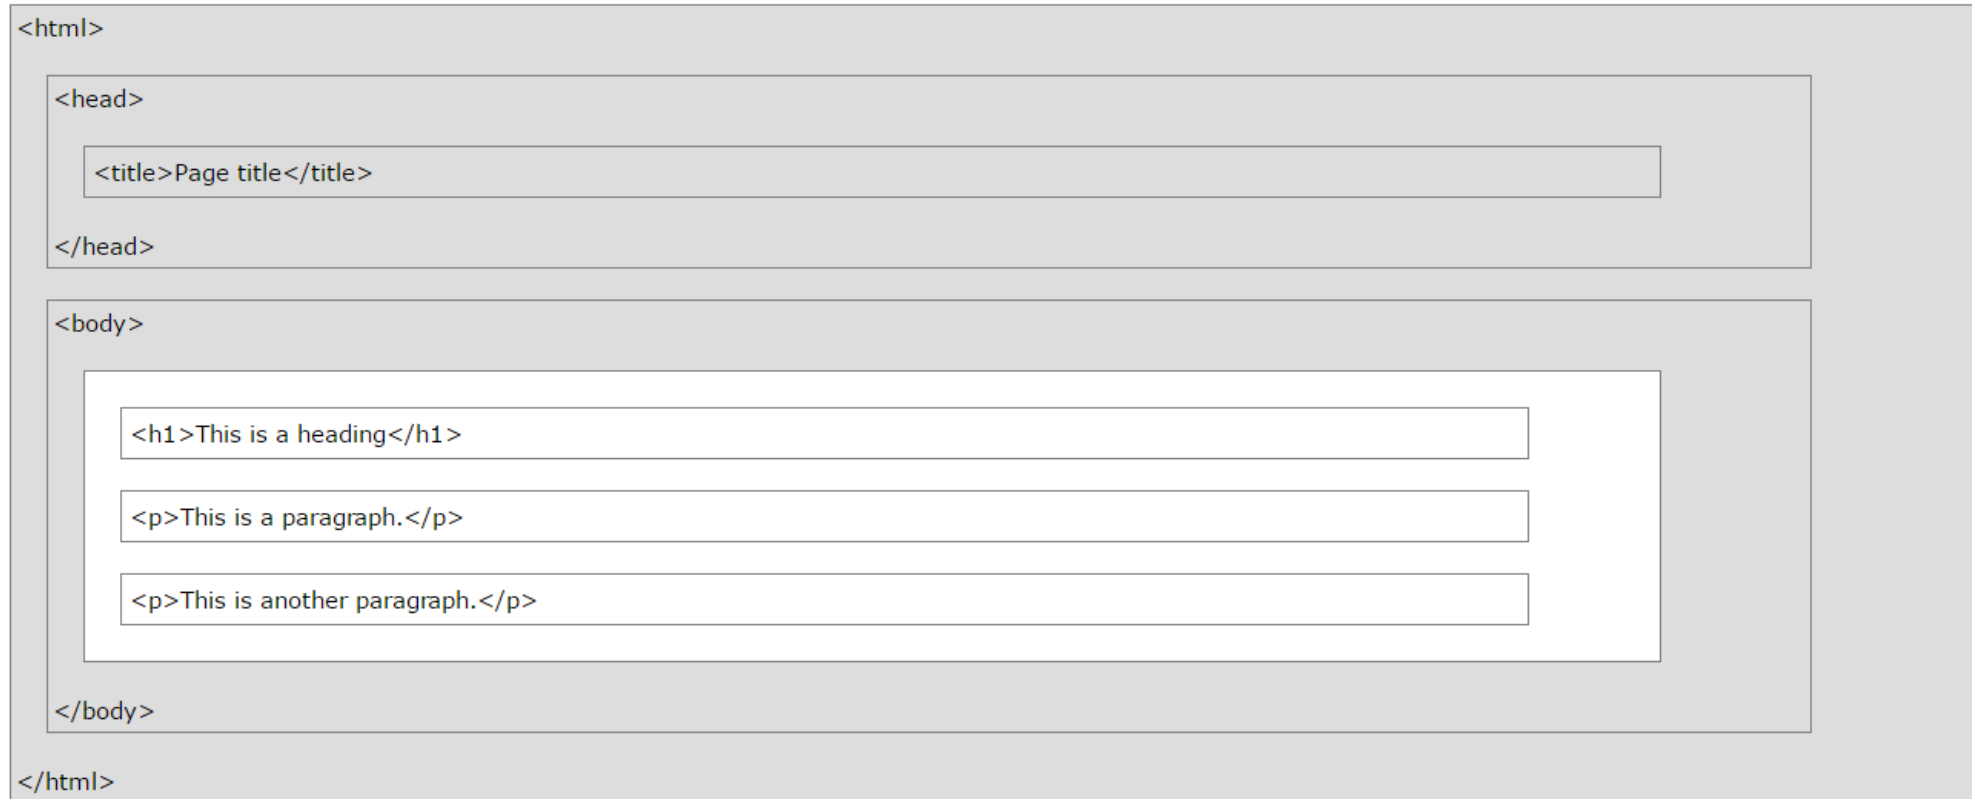 <html>
<head>
<title>Page title</title>
</head>
<body>
<h1>This is a heading</h1>
<p>This is a paragraph.</p>
<p>This is another paragraph.</p>
</body>
</html>